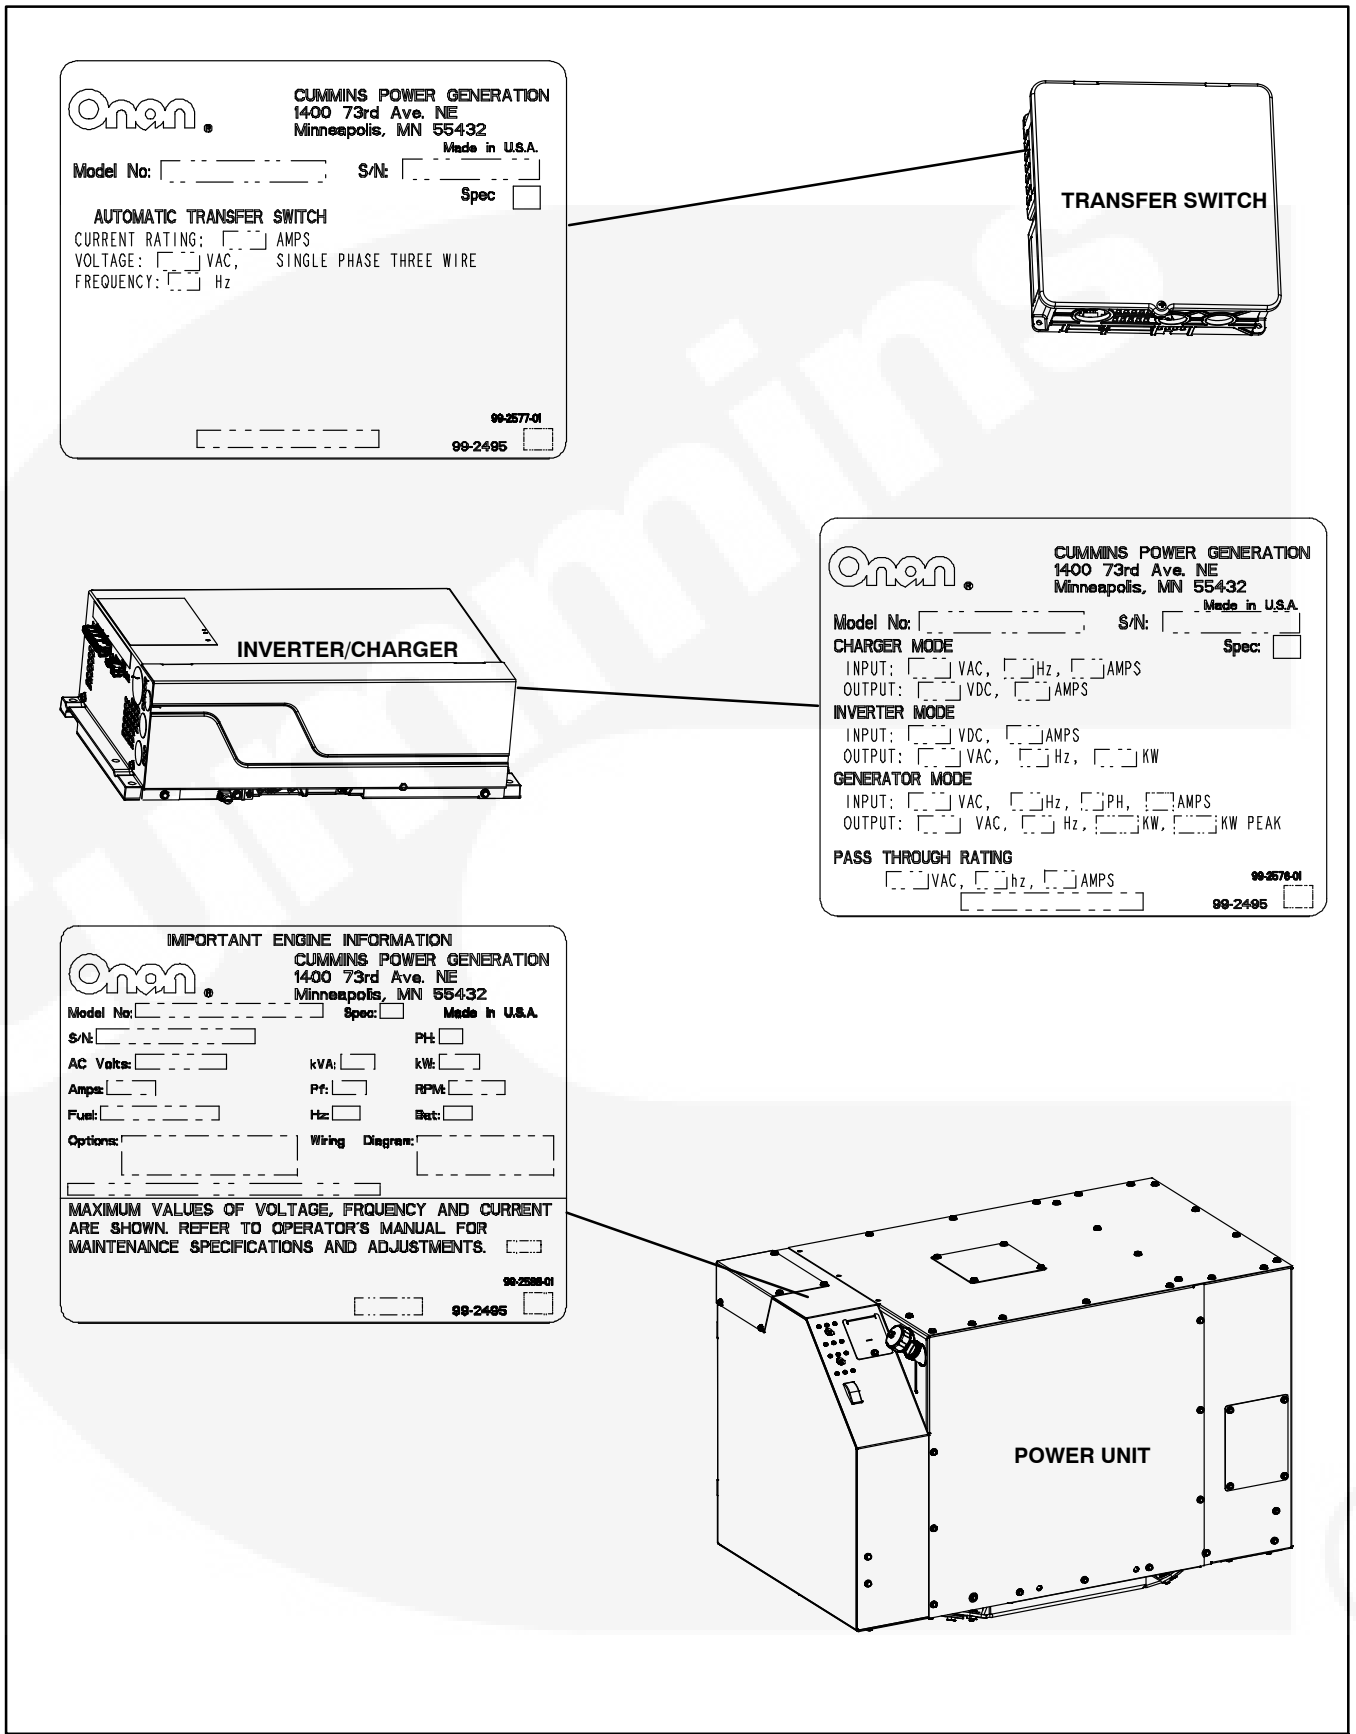 Onan ®
CUMMINS POWER GENERATION
1400 73rd Ave. NE
Minneapolis, MN 55432
Made in U.S.A.
Model No: S/N:
Spec
AUTOMATIC TRANSFER SWITCH
CURRENT RATING: AMPS
VOLTAGE: VAC, SINGLE PHASE THREE WIRE
FREQUENCY: Hz
99-2577-01
99-2495
TRANSFER SWITCH
INVERTER/CHARGER
Onan ®
CUMMINS POWER GENERATION
1400 73rd Ave. NE
Minneapolis, MN 55432
Made in U.S.A.
Model No: S/N:
CHARGER MODE Spec:
INPUT: VAC, Hz, AMPS
OUTPUT: VDC, AMPS
INVERTER MODE
INPUT: VDC, AMPS
OUTPUT: VAC, Hz, KW
GENERATOR MODE
INPUT: VAC, Hz, PH, AMPS
OUTPUT: VAC, Hz, KW, KW PEAK
PASS THROUGH RATING
VAC, hz, AMPS
99-2576-01
99-2495
IMPORTANT ENGINE INFORMATION
Onan ®
CUMMINS POWER GENERATION
1400 73rd Ave. NE
Minneapolis, MN 55432
Model No: Spec: Made in U.S.A.
S/N: PH:
AC Volts: kVA: kW:
Amps: Pf: RPM:
Fuel: Hz: Bat:
Options: Wiring Diagram:
MAXIMUM VALUES OF VOLTAGE, FRQUENCY AND CURRENT
ARE SHOWN. REFER TO OPERATOR'S MANUAL FOR
MAINTENANCE SPECIFICATIONS AND ADJUSTMENTS.
99-2495
POWER UNIT
Cummins